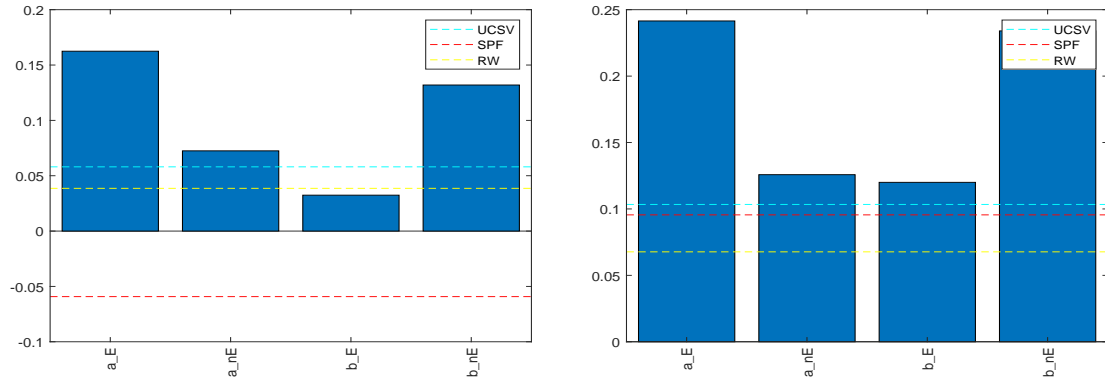 0.2
0.15
0.1
0.05
0
-0.05
-0.1
UCSV
SPF
RW
a_E
a_nE
b_E
b_nE
0.25
0.2
0.15
0.1
0.05
0
UCSV
SPF
RW
a_E
a_nE
b_E
b_nE